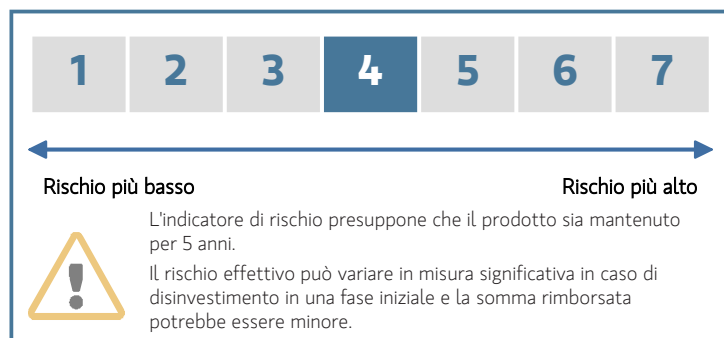 1 2 3 4 5 6 7
Rischio più basso Rischio più alto
L'indicatore di rischio presuppone che il prodotto sia mantenuto
per 5 anni.
Il rischio effettivo può variare in misura significativa in caso di
disinvestimento in una fase iniziale e la somma rimborsata
potrebbe essere minore.